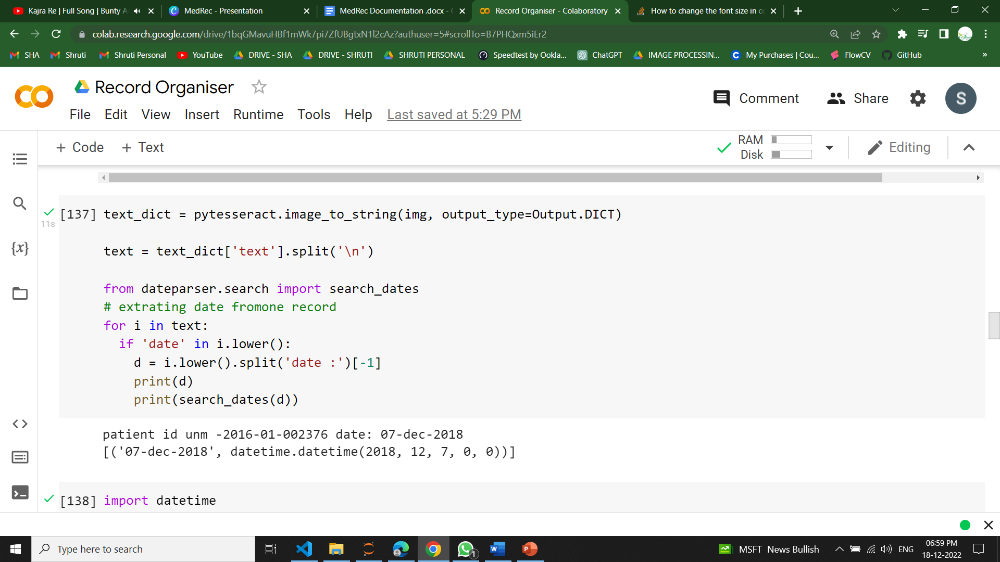 Kajra Re | Full Song | Bunty A
MedRec - Presentation
MedRec Documentation .docx -
Record Organiser - Colaboratory
How to change the font size in co
colab.research.google.com/drive/1bqGMavuHBf1mWk7pi7ZfUBgtxN1l2cAz?authuser=5#scrollTo=B7PHQxm5iEr2
SHA
Shruti
Shruti Personal
YouTube
DRIVE - SHA
DRIVE - SHRUTI
SHRUTI PERSONAL
Speedtest by Ookla...
ChatGPT
IMAGE PROCESSIN...
My Purchases | Cou...
FlowCV
GitHub
»
Record Organiser
Comment
Share
S
File Edit View Insert Runtime Tools Help Last saved at 5:29 PM
+ Code + Text
RAM
Disk
Editing
[137] text_dict = pytesseract.image_to_string(img, output_type=Output.DICT)
11s
text = text_dict['text'].split('\n')
from dateparser.search import search_dates
# extrating date fromone record
for i in text:
if 'date' in i.lower():
d = i.lower().split('date :')[-1]
print(d)
print(search_dates(d))
{x}
patient id unm -2016-01-002376 date: 07-dec-2018
[('07-dec-2018', datetime.datetime(2018, 12, 7, 0, 0))]
[138] import datetime
Type here to search
1
MSFT News Bullish
ENG
06:59 PM
18-12-2022